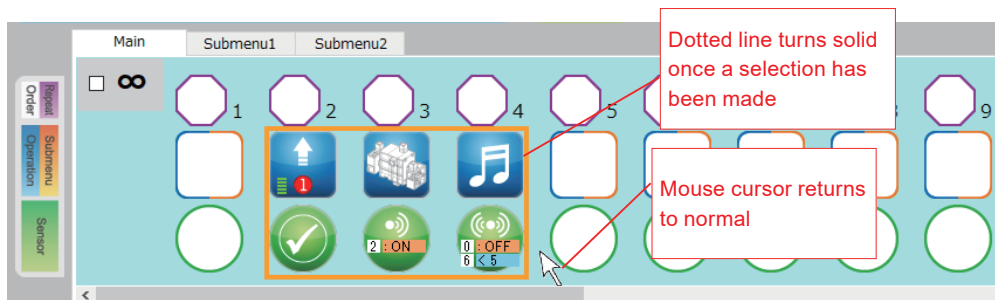 Main
Submenu1
Submenu2
Repeat
Order
Submenu
Operation
Sensor
∞
1
2
3
4
5
8
9
1
2 : ON
0 : OFF
6 < 5
Dotted line turns solid
once a selection has
been made
Mouse cursor returns
to normal
<